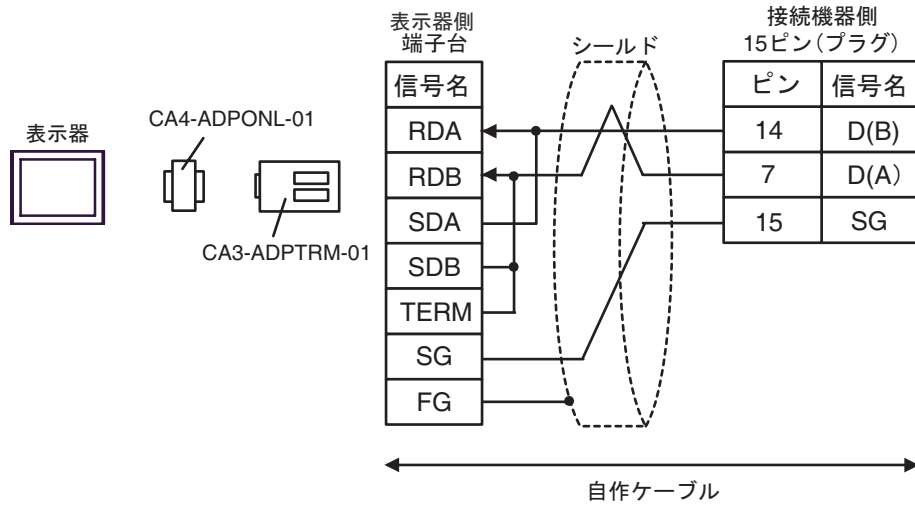 表示器
CA4-ADPONL-01
CA3-ADPTRM-01
表示器側
端子台
信号名
RDA
RDB
SDA
SDB
TERM
SG
FG
シールド
接続機器側
15ピン(プラグ)
ピン 信号名
14 D(B)
7 D(A)
15 SG
自作ケーブル